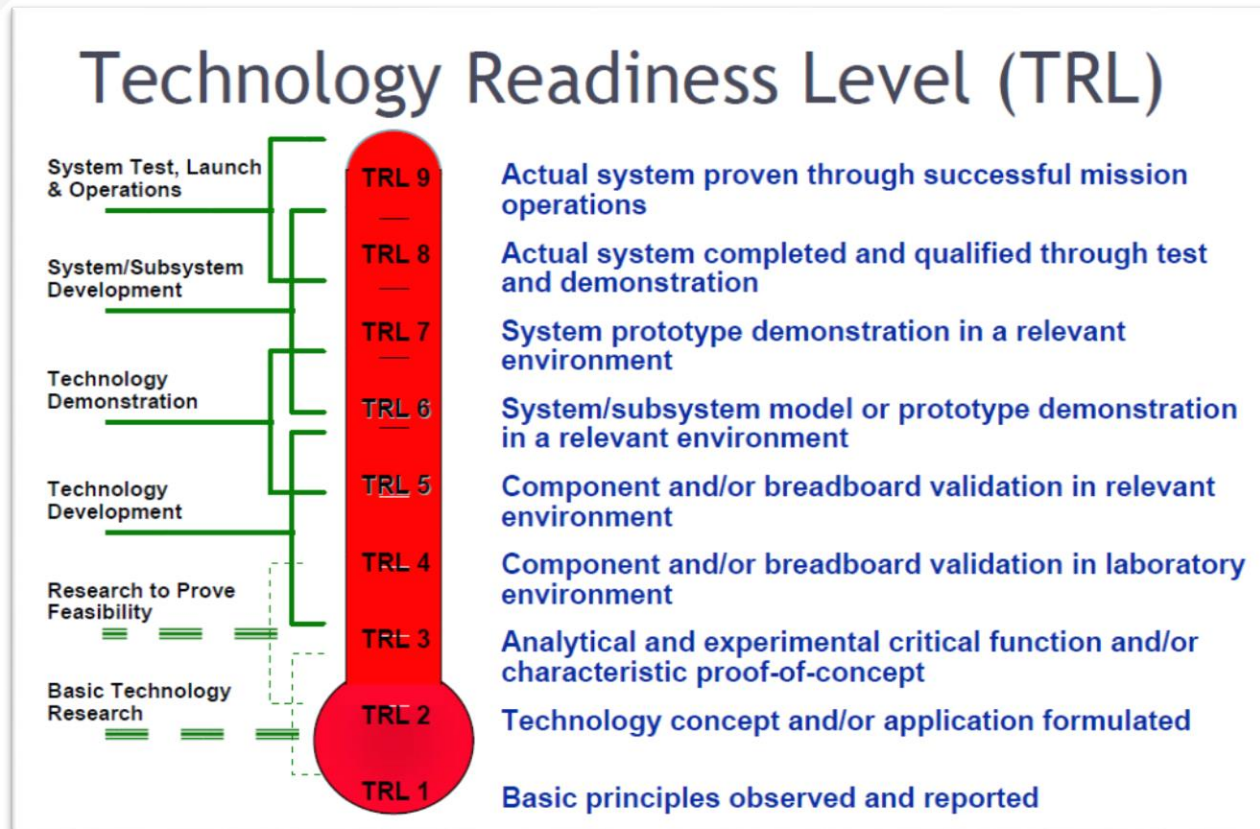 Technology Readiness Level (TRL)
System Test, Launch
& Operations
System/Subsystem
Development
Technology
Demonstration
Technology
Development
Research to Prove
Feasibility
Basic Technology
Research
TRL 9
TRL 8
TRL 7
TRL 6
TRL 5
TRL 4
TRL 3
TRL 2
TRL 1
Actual system proven through successful mission
operations
Actual system completed and qualified through test
and demonstration
System prototype demonstration in a relevant
environment
System/subsystem model or prototype demonstration
in a relevant environment
Component and/or breadboard validation in relevant
environment
Component and/or breadboard validation in laboratory
environment
Analytical and experimental critical function and/or
characteristic proof-of-concept
Technology concept and/or application formulated
Basic principles observed and reported